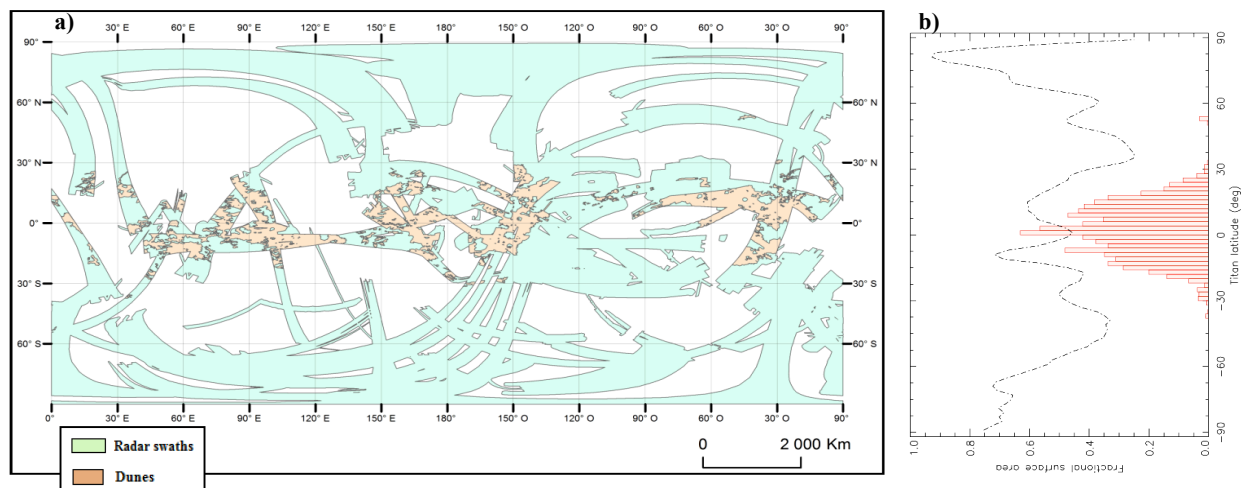 a)
30° E 60° E 90° E 120° E 150° E 180° 150° O 120° O 90° O 60° O 30° O
90° 90°
60° N 60° N
30° N 30° N
0° 0°
30° S 30° S
60° S 60° S
0° 30° E 60° E 90° E 120° E 150° E 180° 150° O 120° O 90° O 60° O 30° O 90°
Radar swaths
Dunes
0 2 000 Km
b)
90
60
30
0
-30
-60
-90
Titan latitude (deg)
1.0 0.8 0.6 0.4 0.2 0.0
Fractional surface area